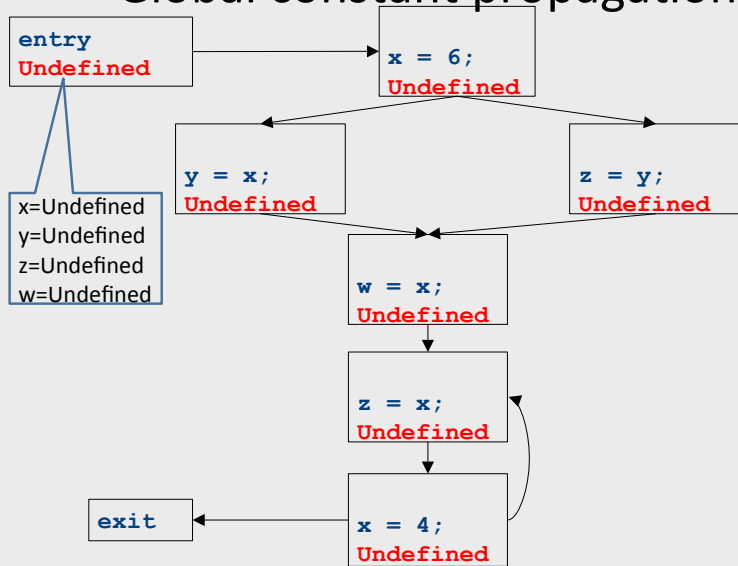 Global constant propagation
entry
Undefined
x = 6;
Undefined
y = x;
Undefined
z = y;
Undefined
x=Undefined
y=Undefined
z=Undefined
w=Undefined
w = x;
Undefined
z = x;
Undefined
exit
x = 4;
Undefined